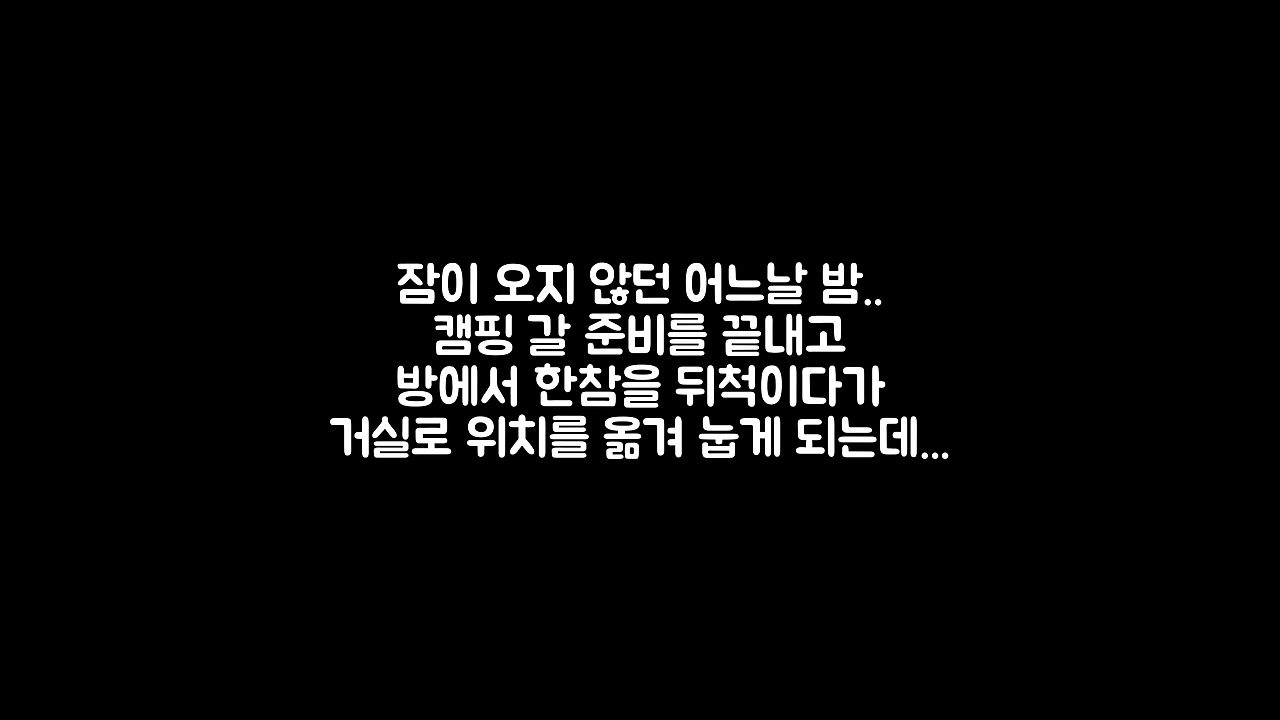 잠이 오지 않던 어느날 밤..
캠핑 갈 준비를 끝내고
방에서 한참을 뒤척이다가
거실로 위치를 옮겨 눕게 되는데...